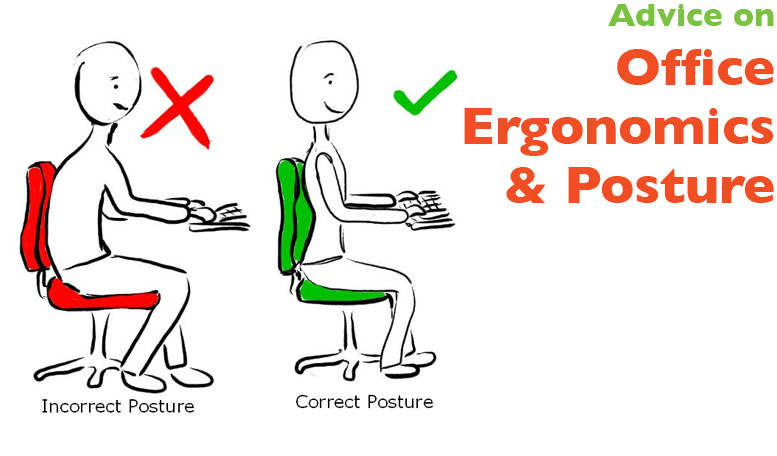 Advice on
Office
Ergonomics
& Posture
Incorrect Posture
Correct Posture